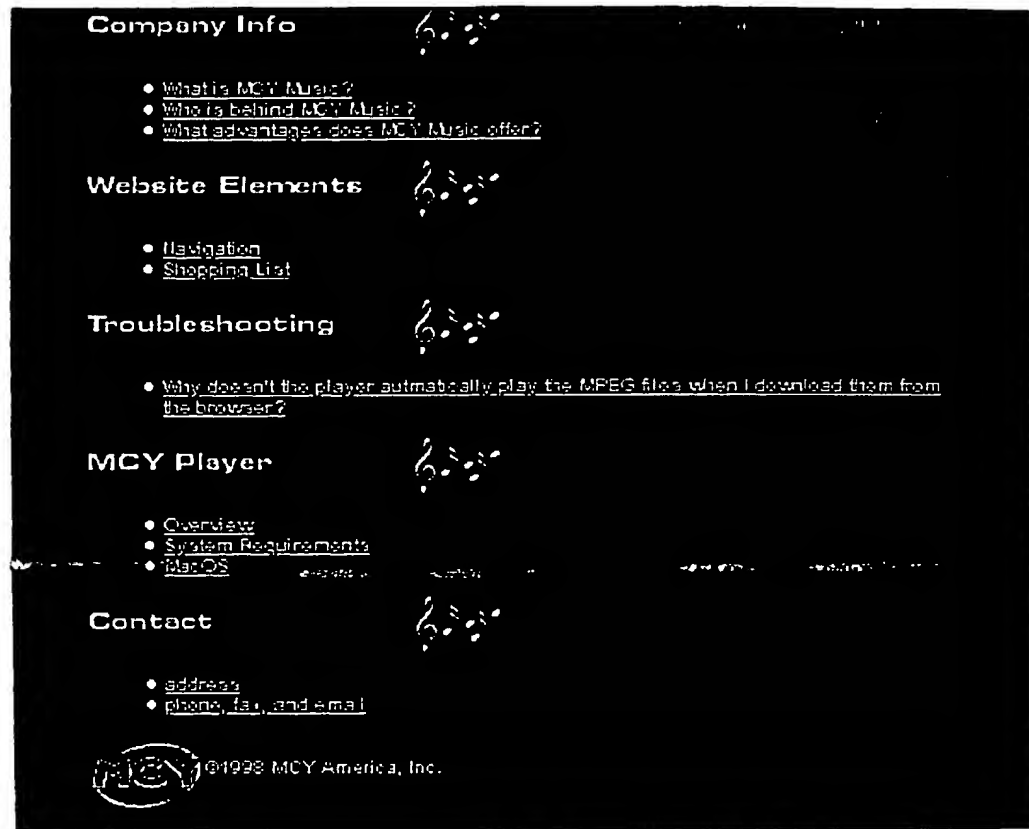 Company Info
What is MCY Music?
Who is behind MCY Music?
What advantages does MCY Music offer?
Website Elements
Navigation
Shopping List
Troubleshooting
Why doesn't the player autmatically play the MPEG files when I download them from
the browser?
MCY Player
Overview
System Requirements
MacOS
Contact
address
phone, fax, and email
MCY ©1998 MCY America, Inc.